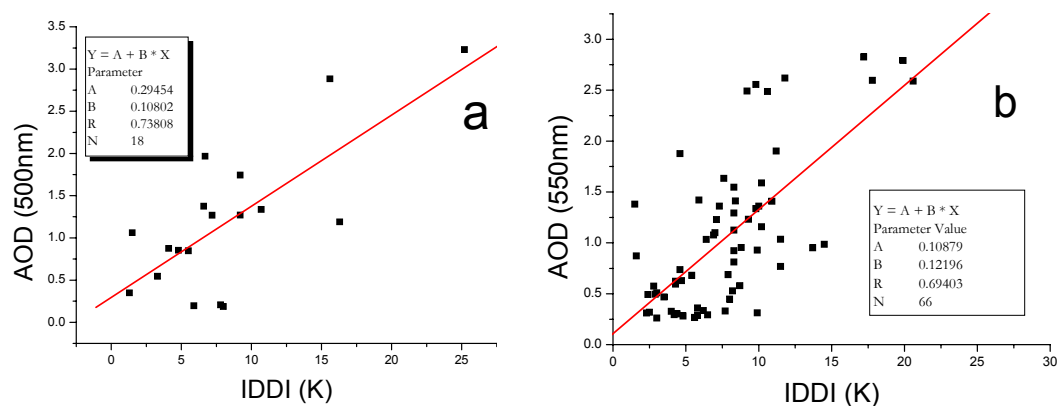 a
Y = A + B * X
Parameter
A 0.29454
B 0.10802
R 0.73808
N 18
AOD (500nm)
3.5
3.0
2.5
2.0
1.5
1.0
0.5
0.0
0 5 10 15 20 25
IDDI (K)
b
Y = A + B * X
Parameter Value
A 0.10879
B 0.12196
R 0.69403
N 66
AOD (550nm)
3.0
2.5
2.0
1.5
1.0
0.5
0.0
0 5 10 15 20 25 30
IDDI (K)